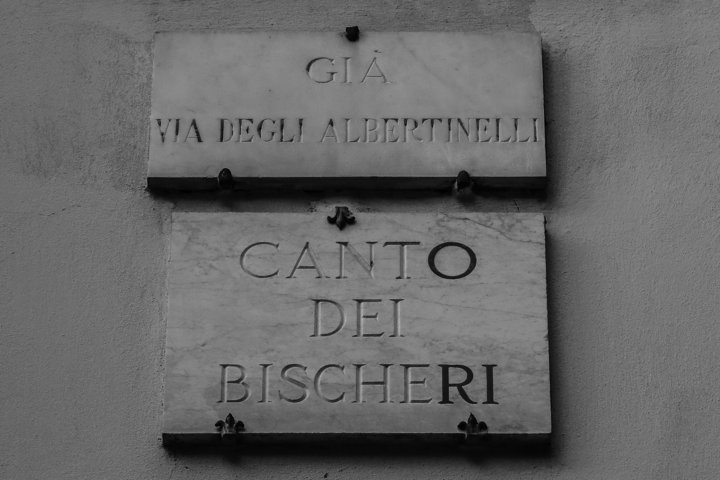 GIÀ
VIA DEGLI ALBERTINELLI
CANTO
DEI
BISCHERI